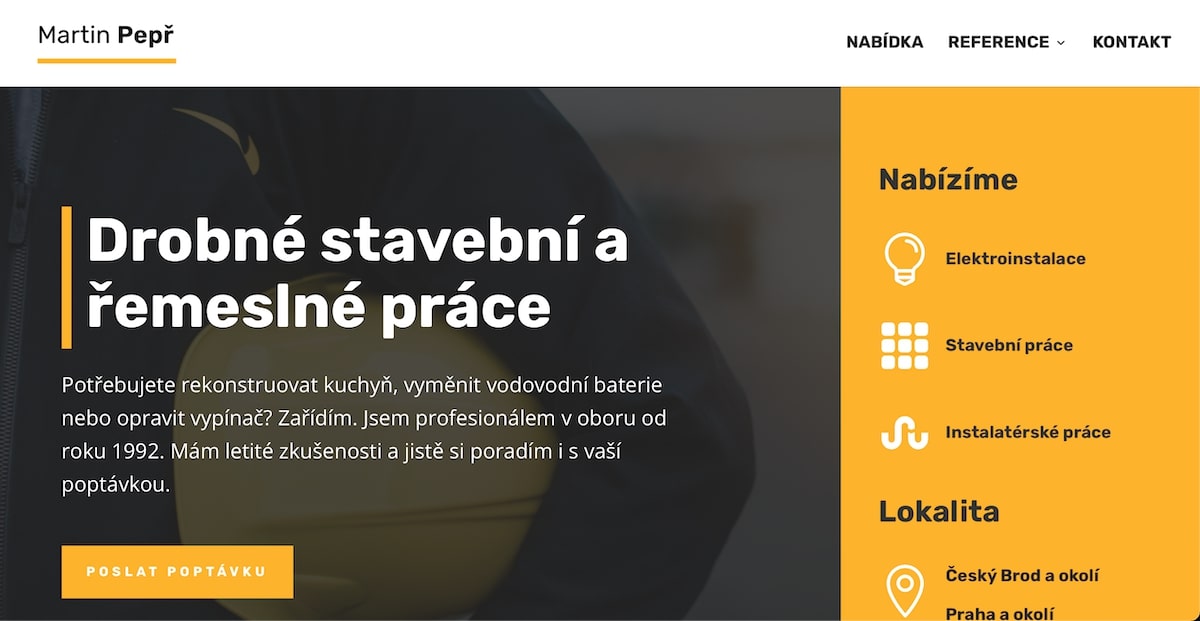 Martin Pepř
NABÍDKA REFERENCE KONTAKT
Drobné stavební a
řemeslné práce
Potřebujete rekonstruovat kuchyň, vyměnit vodovodní baterie
nebo opravit vypínač? Zařídím. Jsem profesionálem v oboru od
roku 1992. Mám letité zkušenosti a jistě si poradím i s vaší
poptávkou.
POSLAT POPTÁVKU
Nabízíme
Elektroinstalace
Stavební práce
Instalatérské práce
Lokalita
Český Brod a okolí
Praha a okolí